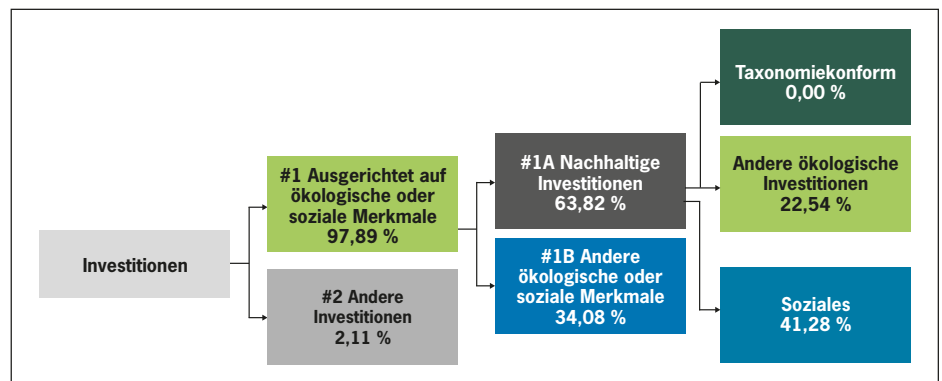 Investitionen
#1 Ausgerichtet auf
ökologische oder
soziale Merkmale
97,89 %
#2 Andere
Investitionen
2,11 %
#1A Nachhaltige
Investitionen
63,82 %
#1B Andere
ökologische oder
soziale Merkmale
34,08 %
Taxonomiekonform
0,00 %
Andere ökologische
Investitionen
22,54 %
Soziales
41,28 %